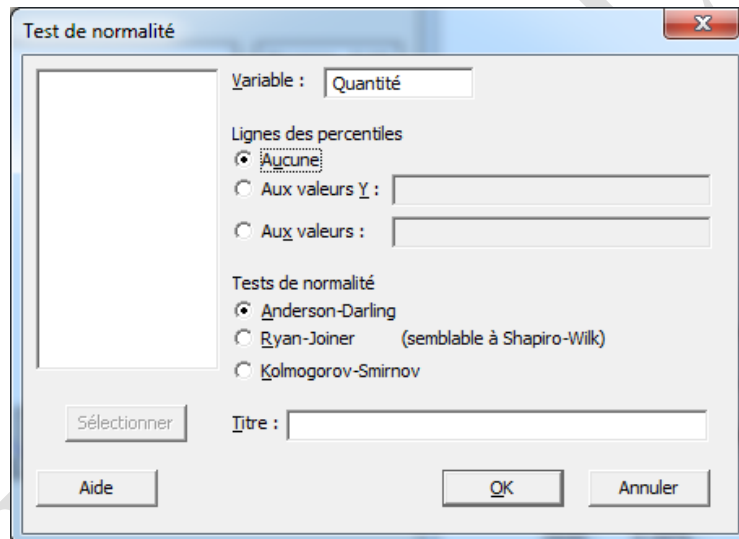 Test de normalité
Variable : Quantité
Lignes des percentiles
Aucune
Aux valeurs Y :
Aux valeurs :
Tests de normalité
Anderson-Darling
Ryan-Joiner (semblable à Shapiro-Wilk)
Kolmogorov-Smirnov
Sélectionner
Titre :
Aide
OK
Annuler